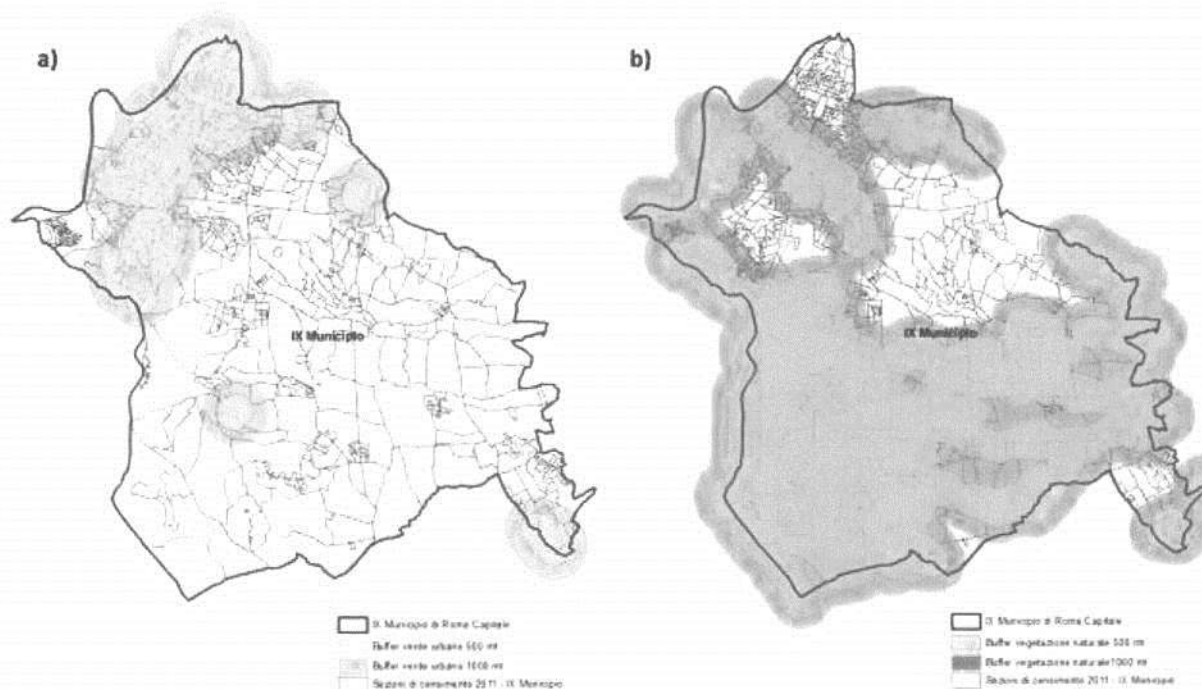 a)
IX Municipio
IX Municipio di Roma Capitale
Buffer verde urbano 500 mt
Buffer verde urbano 1000 mt
Sezioni di censimento 2011 - IX Municipio
b)
IX Municipio
IX Municipio di Roma Capitale
Buffer vegetazione naturale 500 mt
Buffer vegetazione naturale 1000 mt
Sezioni di censimento 2011 - IX Municipio